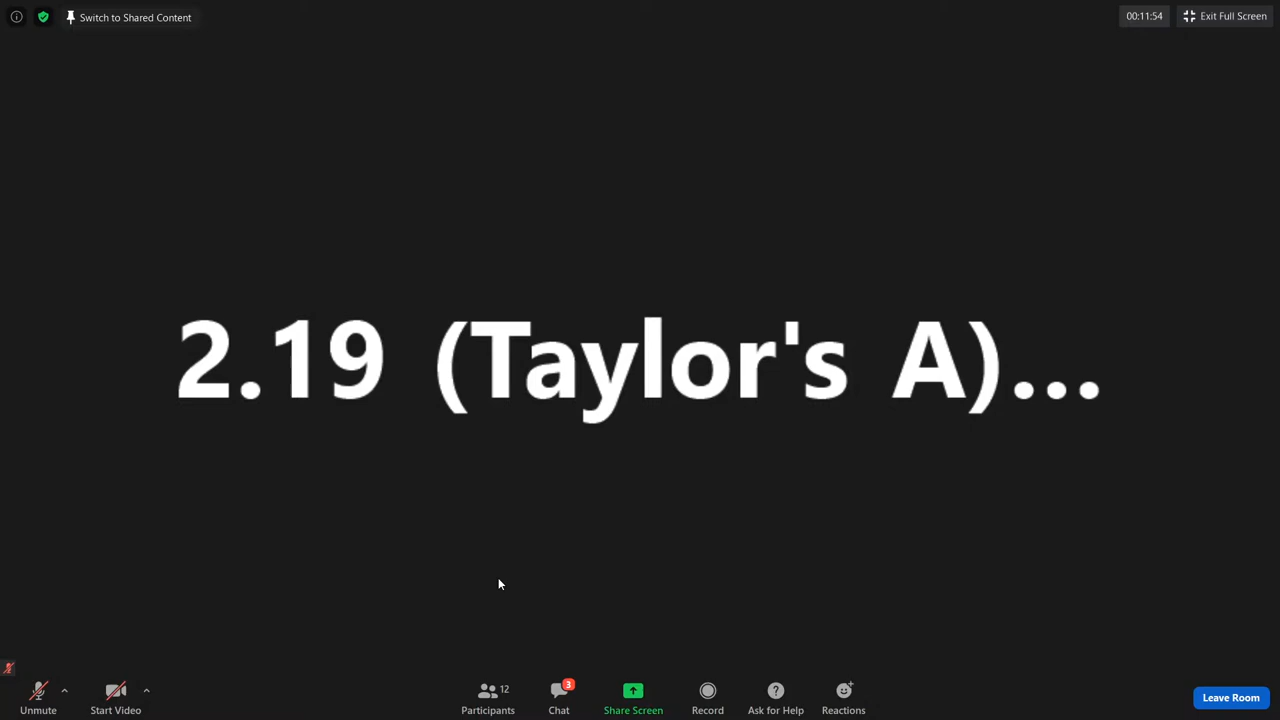 Switch to Shared Content
00:11:54
Exit Full Screen
2.19 (Taylor's A)...
Unmute
Start Video
12
Participants
3
Chat
Share Screen
Record
Ask for Help
Reactions
Leave Room